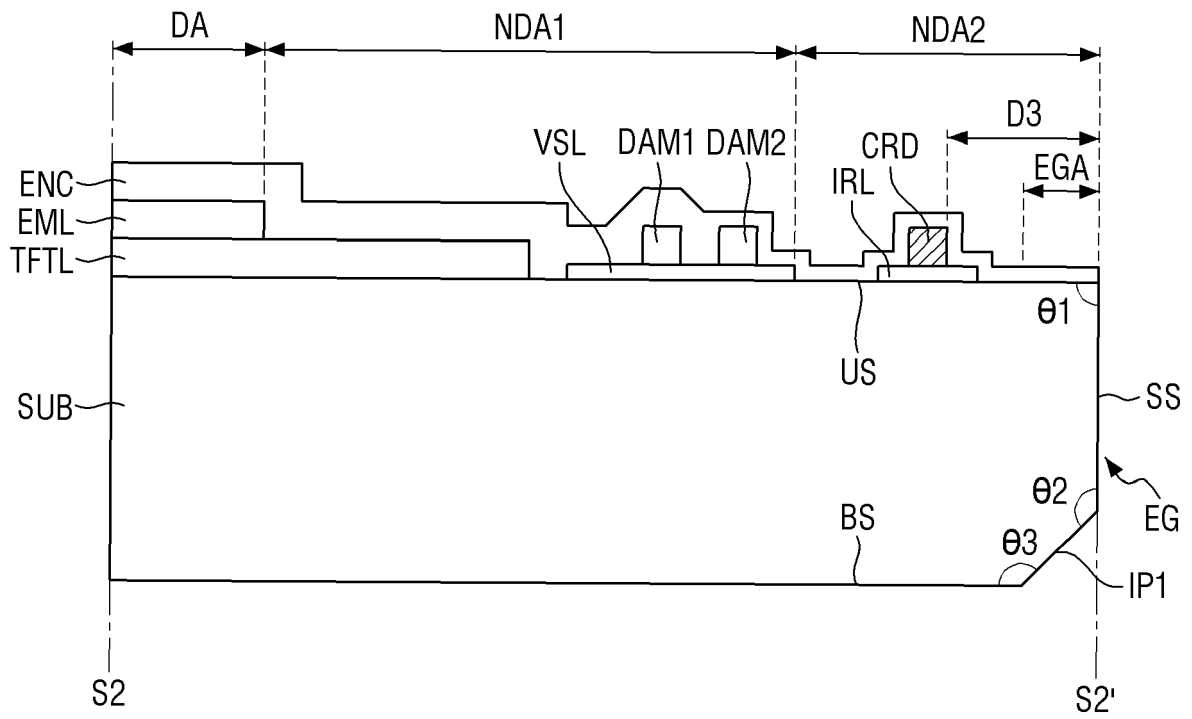 DA
NDA1
NDA2
D3
EGA
VSL
DAM1
DAM2
CRD
IRL
ENC
EML
TFTL
θ1
US
SUB
SS
θ2
EG
BS
θ3
IP1
S2
S2'